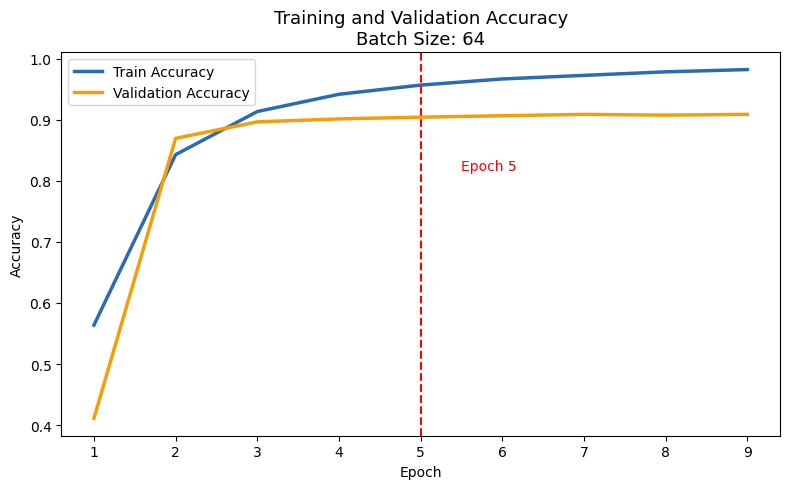 Training and Validation Accuracy
Batch Size: 64
Train Accuracy
Validation Accuracy
1.0
0.9
0.8
0.7
0.6
0.5
0.4
Accuracy
Epoch 5
1 2 3 4 5 6 7 8 9
Epoch